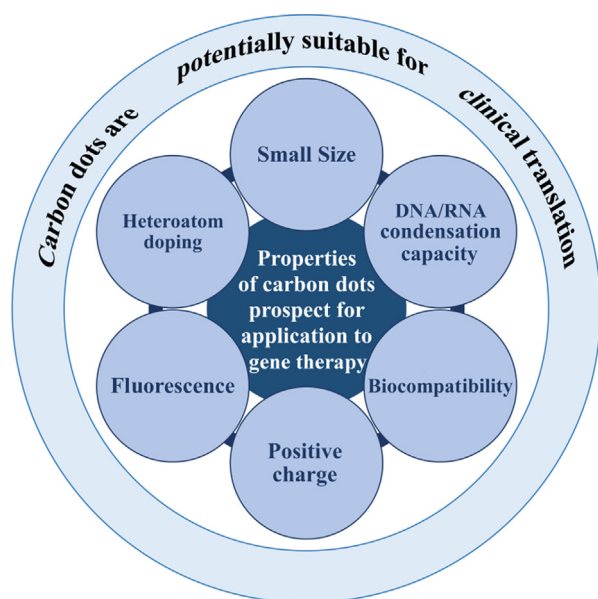 Carbon dots are potentially suitable for clinical translation
Small Size
DNA/RNA
condensation
capacity
Biocompatibility
Positive
charge
Fluorescence
Heteroatom
doping
Properties
of carbon dots
prospect for
application to
gene therapy